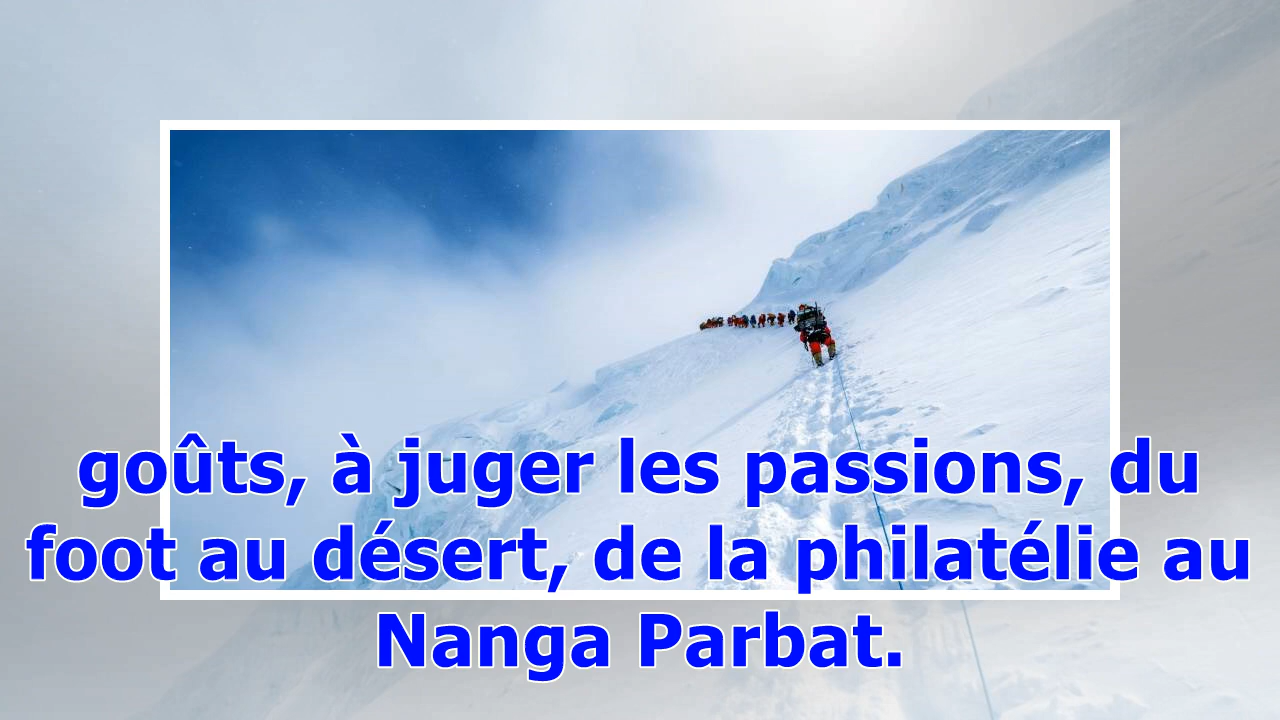 goûts, à juger les passions, du
foot au désert, de la philatélie au
Nanga Parbat.